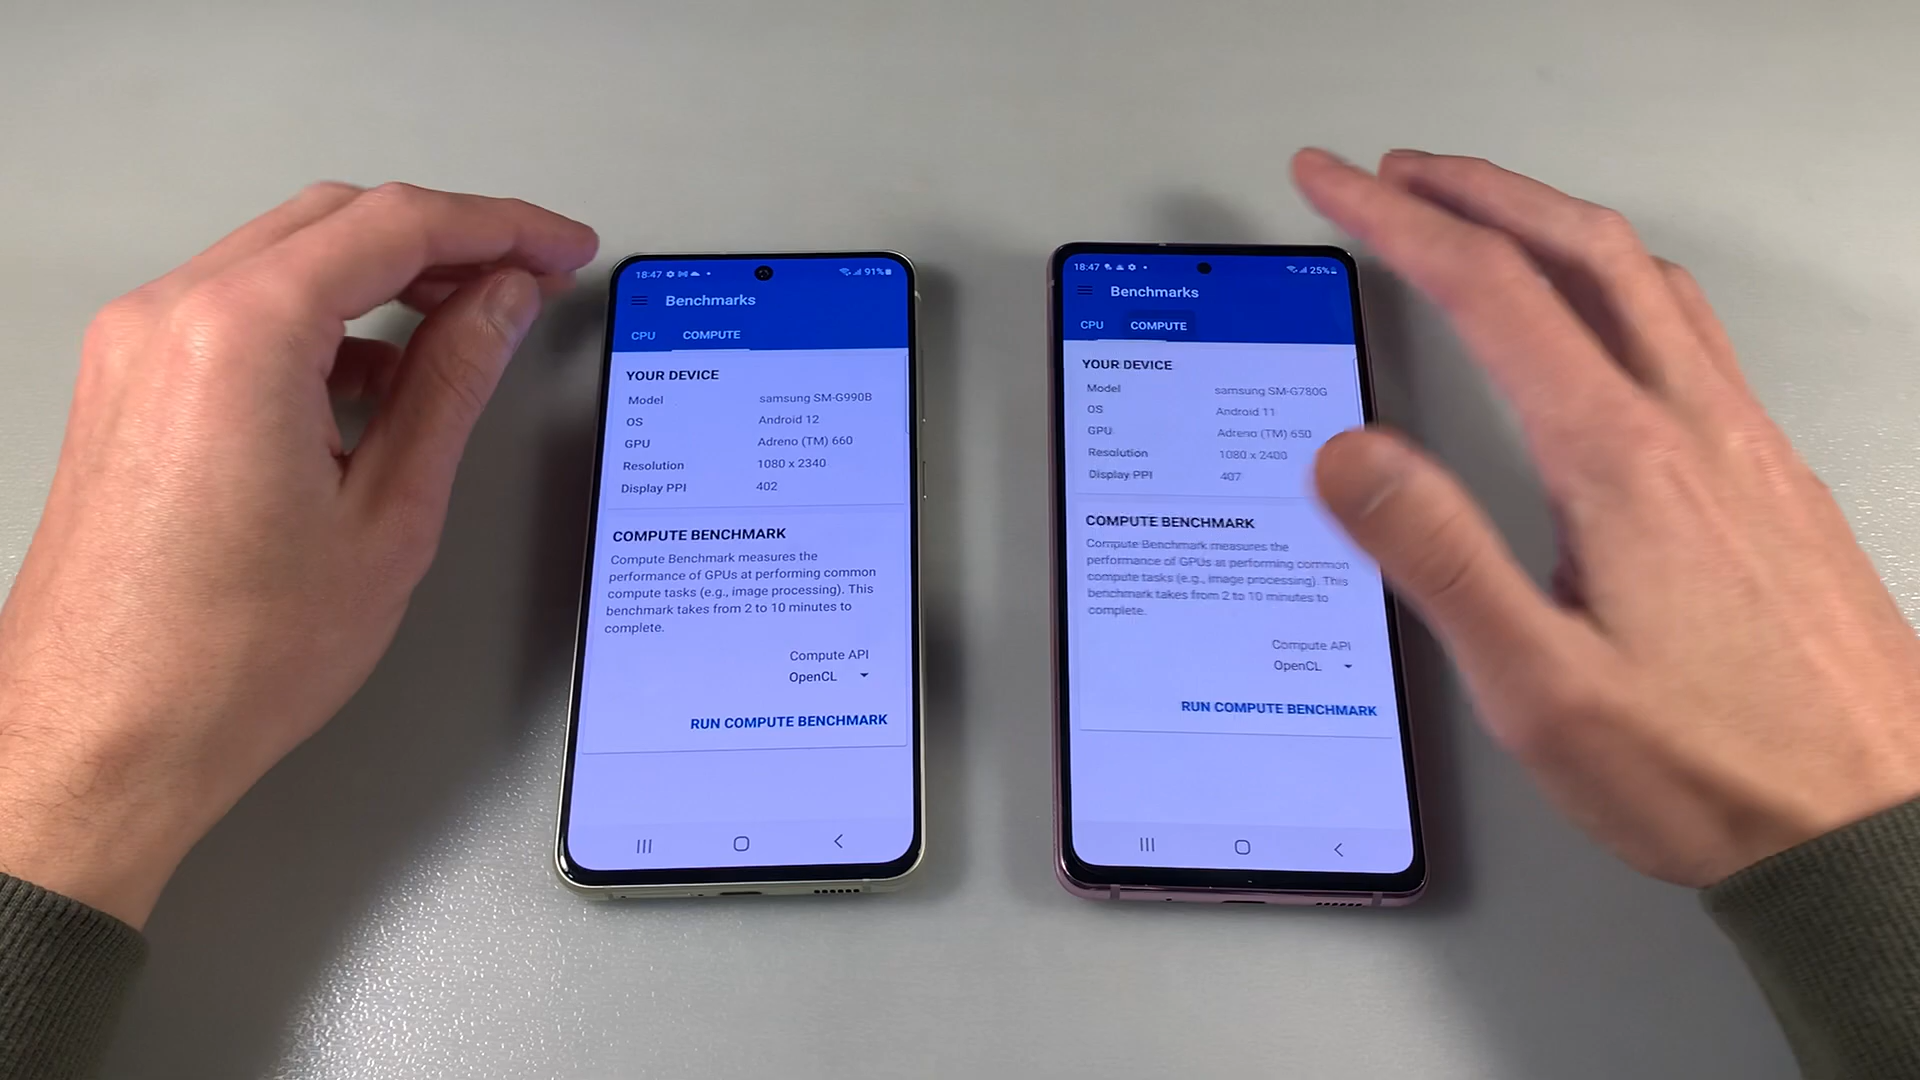 18:47
91%
Benchmarks
CPU COMPUTE
YOUR DEVICE
Model samsung SM-G990B
OS Android 12
GPU Adreno (TM) 660
Resolution 1080 x 2340
Display PPI 402
COMPUTE BENCHMARK
Compute Benchmark measures the
performance of GPUs at performing common
compute tasks (e.g., image processing). This
benchmark takes from 2 to 10 minutes to
complete.
Compute API
OpenCL
RUN COMPUTE BENCHMARK
18:47
25%
Benchmarks
CPU COMPUTE
YOUR DEVICE
Model samsung SM-G780G
OS Android 11
GPU Adreno (TM) 650
Resolution 1080 x 2400
Display PPI 407
COMPUTE BENCHMARK
Compute Benchmark measures the
performance of GPUs at performing common
compute tasks (e.g., image processing). This
benchmark takes from 2 to 10 minutes to
complete.
Compute API
OpenCL
RUN COMPUTE BENCHMARK